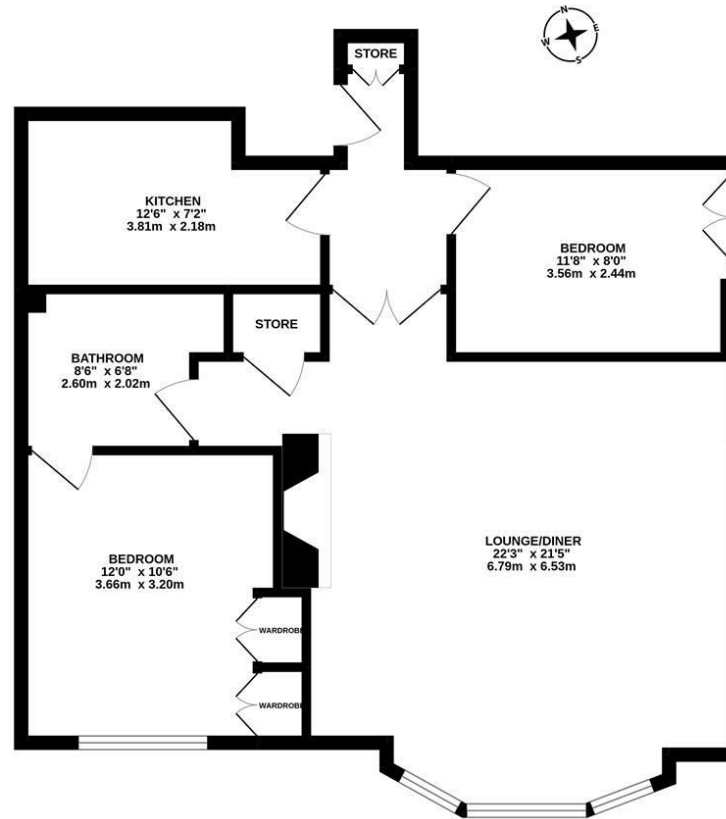 N
E
W
S
STORE
KITCHEN
12'6" x 7'2"
3.81m x 2.18m
BEDROOM
11'8" x 8'0"
3.56m x 2.44m
STORE
BATHROOM
8'6" x 6'8"
2.60m x 2.02m
LOUNGE/DINER
22'3" x 21'5"
6.79m x 6.53m
BEDROOM
12'0" x 10'6"
3.66m x 3.20m
WARDROBE
WARDROBE